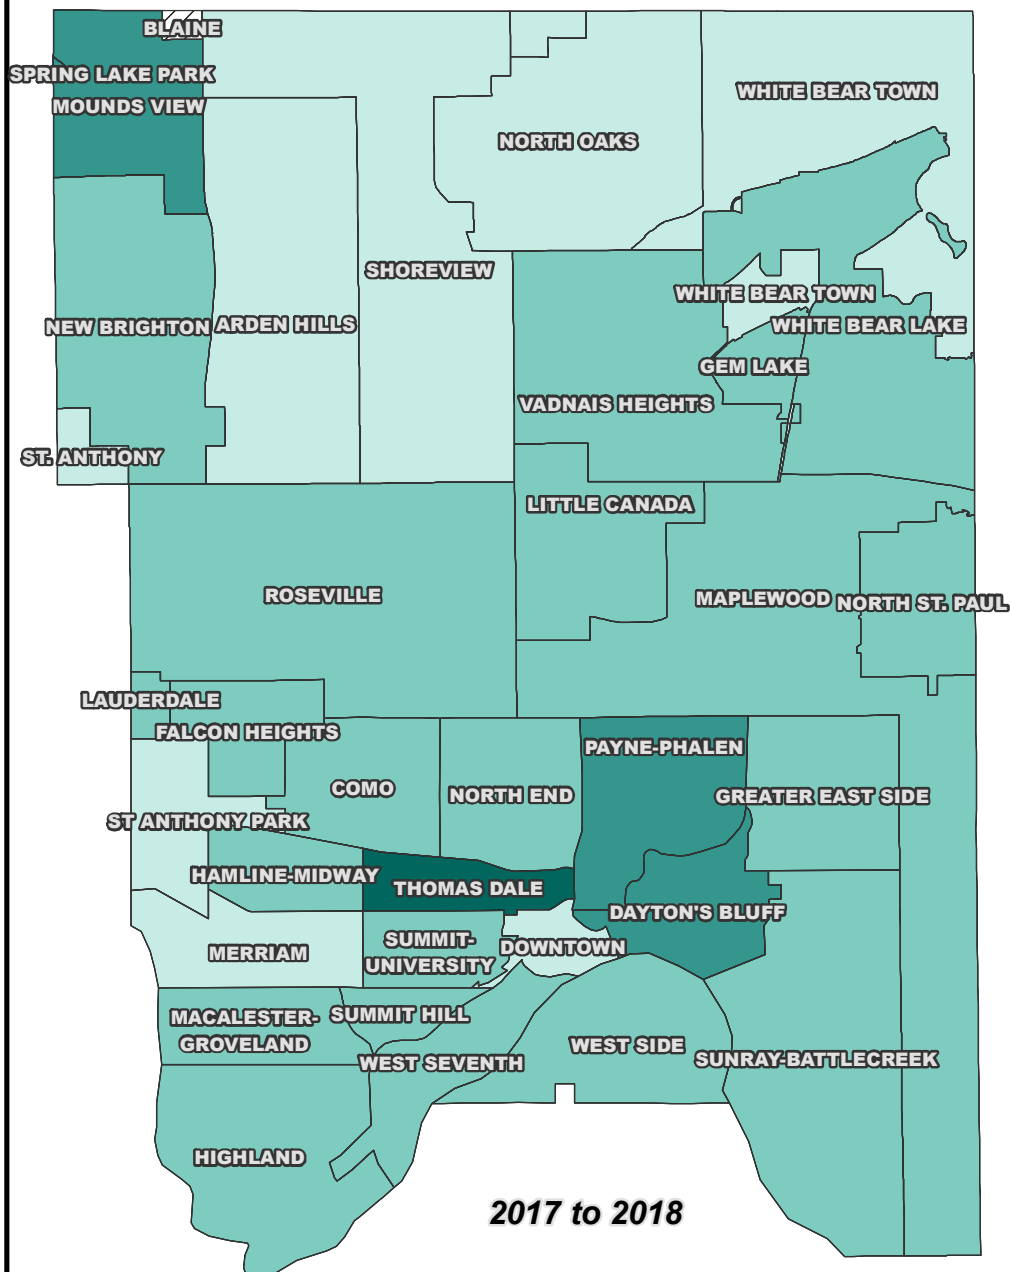 BLAINE
SPRING LAKE PARK
MOUNDS VIEW
WHITE BEAR TOWN
NORTH OAKS
SHOREVIEW
WHITE BEAR TOWN
NEW BRIGHTON
ARDEN HILLS
WHITE BEAR LAKE
GEM LAKE
VADNAIS HEIGHTS
ST. ANTHONY
LITTLE CANADA
ROSEVILLE
MAPLEWOOD
NORTH ST. PAUL
LAUDERDALE
FALCON HEIGHTS
PAYNE-PHALEN
COMO
NORTH END
GREATER EAST SIDE
ST ANTHONY PARK
HAMLINE-MIDWAY
THOMAS DALE
DAYTON'S BLUFF
MERRIAM
SUMMIT-
UNIVERSITY
DOWNTOWN
MACALESTER-
GROVELAND
SUMMIT HILL
WEST SEVENTH
WEST SIDE
SUNRAY-BATTLECREEK
HIGHLAND
2017 to 2018